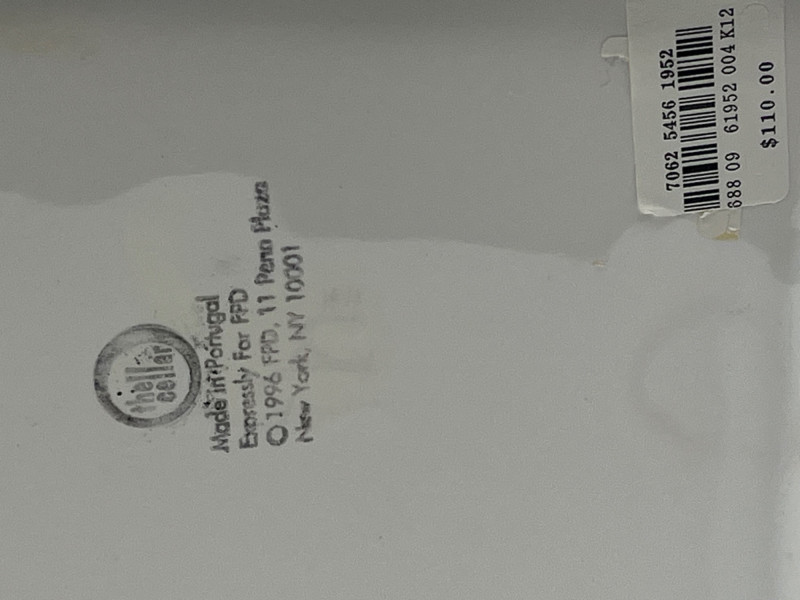 the
cellar
Made in Portugal
Expressly For FPD
©1996 FPD, 11 Penn Plaza
New York, NY 10001
7062 5456 1952
688 09 61952 004 K12
$110.00